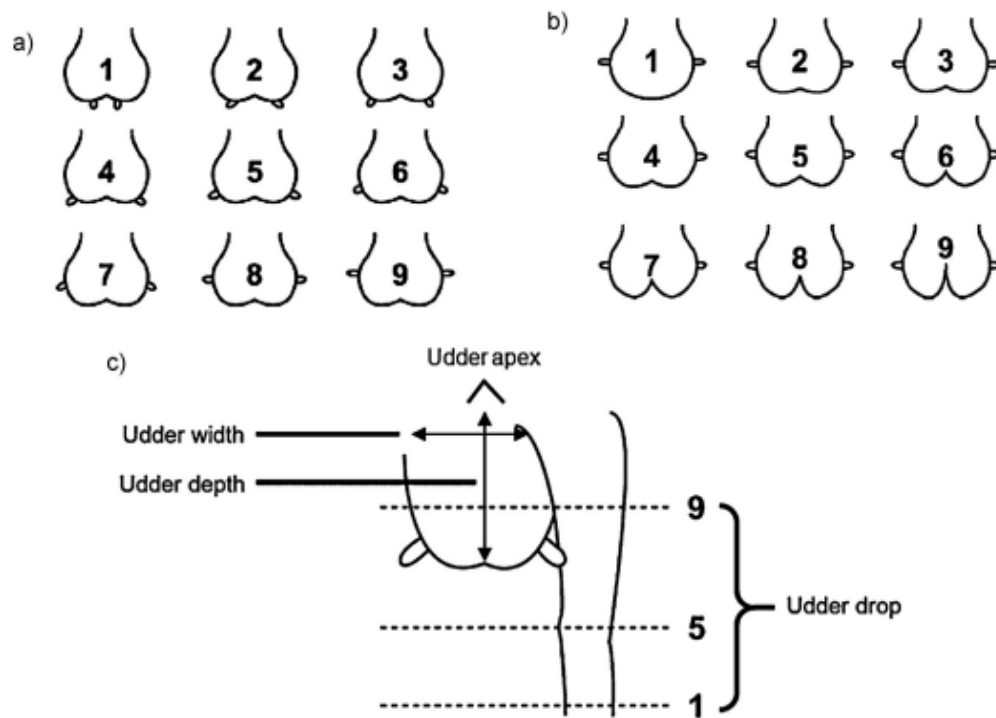 a)
1 2 3
4 5 6
7 8 9
b)
1 2 3
4 5 6
7 8 9
c)
Udder apex
Udder width
Udder depth
9
Udder drop
5
1